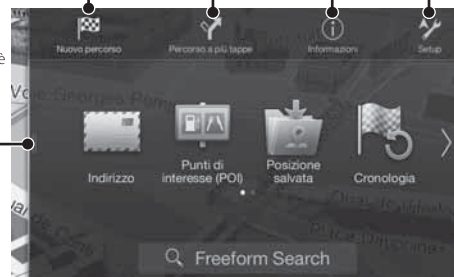 Nuovo percorso
Percorso a più tappe
Informazioni
Setup
è
Indirizzo
Punti di
interesse (POI)
Posizione
salvata
Cronologia
Freeform Search